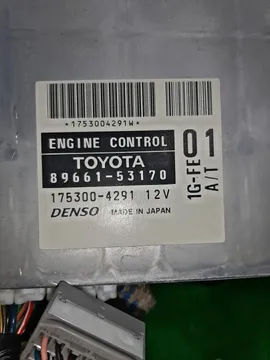 *1753004291W*
ENGINE CONTROL
TOYOTA
89661-53170
175300-4291 12V
DENSO MADE IN JAPAN
01
1G-FE
A/T